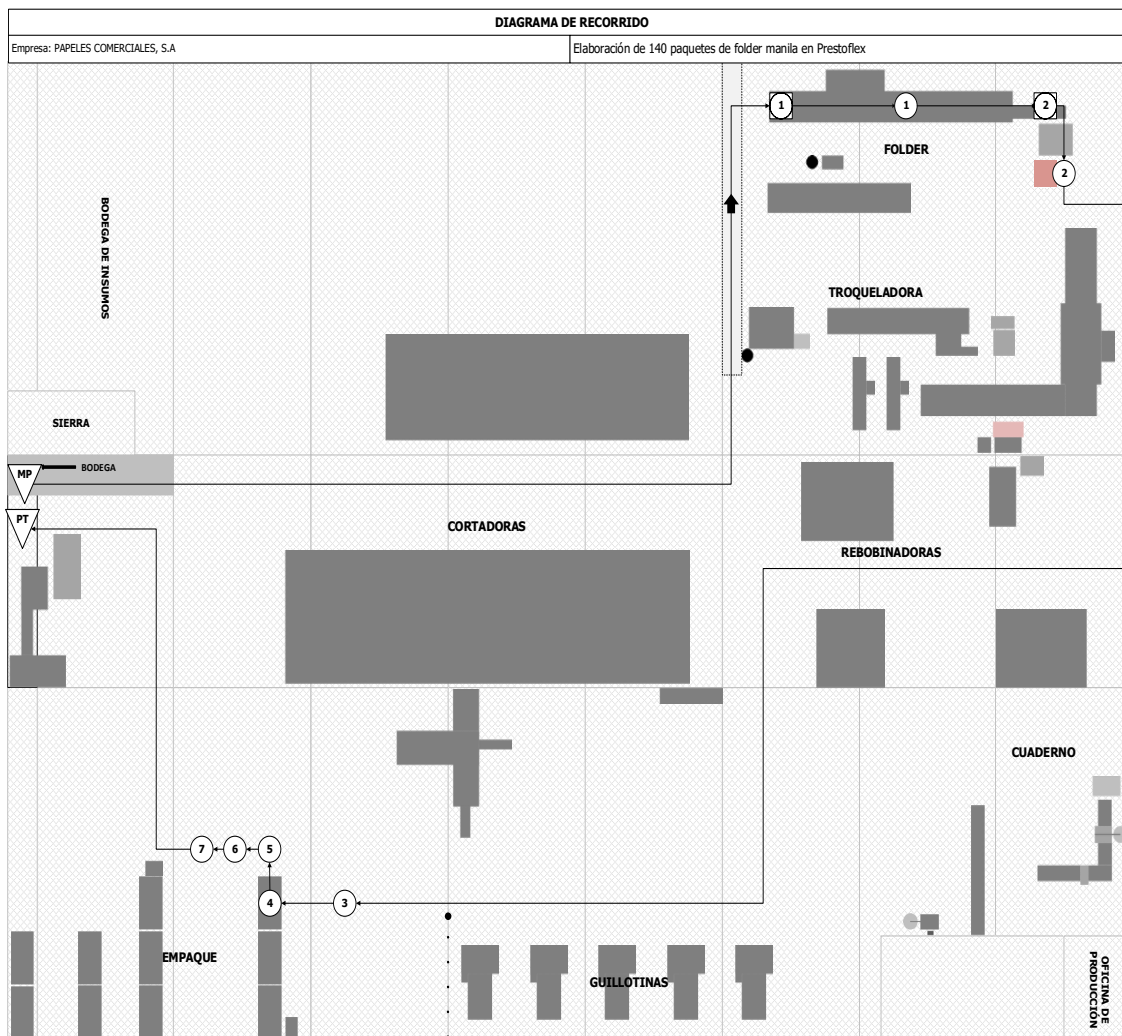 DIAGRAMA DE RECORRIDO
Empresa: PAPELES COMERCIALES, S.A
Elaboración de 140 paquetes de folder manila en Prestoflex
1
1
2
FOLDER
2
BODEGA DE INSUMOS
TROQUELADORA
SIERRA
MP
BODEGA
PT
CORTADORAS
REBOBINADORAS
CUADERNO
7
6
5
4
3
EMPAQUE
GUILLOTINAS
OFICINA DE
PRODUCCIÓN